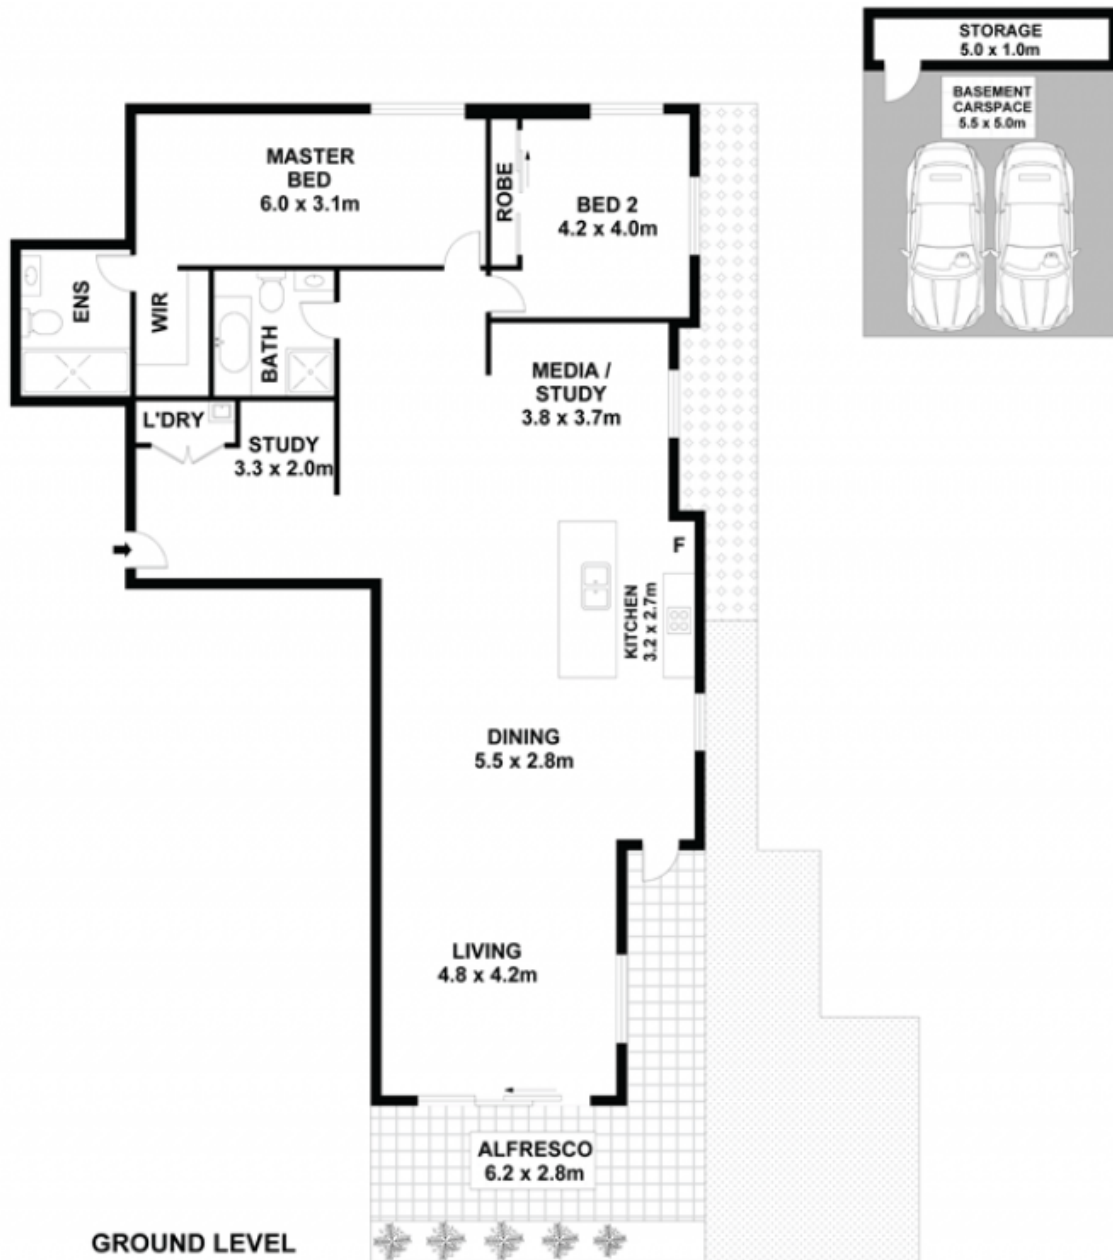 STORAGE
5.0 x 1.0m
BASEMENT
CARSPACE
5.5 x 5.0m
MASTER
BED
6.0 x 3.1m
ROBE
BED 2
4.2 x 4.0m
ENS
WIR
BATH
MEDIA /
STUDY
3.8 x 3.7m
L'DRY
STUDY
3.3 x 2.0m
F
KITCHEN
3.2 x 2.7m
DINING
5.5 x 2.8m
LIVING
4.8 x 4.2m
ALFRESCO
6.2 x 2.8m
GROUND LEVEL